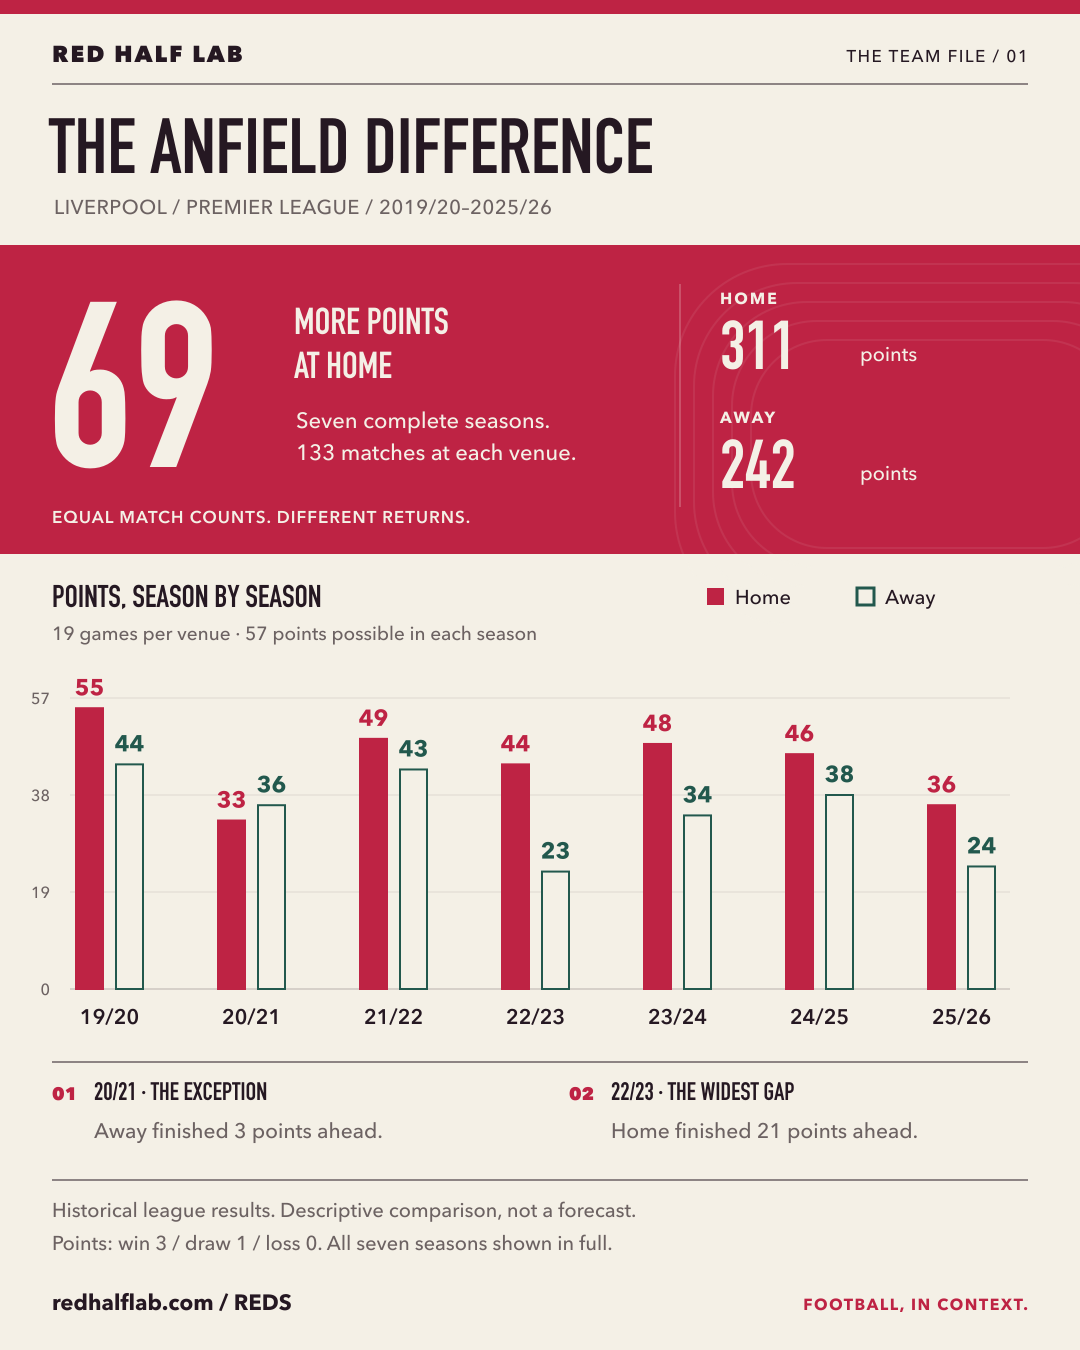 RED HALF LAB
THE TEAM FILE / 01
THE ANFIELD DIFFERENCE
LIVERPOOL / PREMIER LEAGUE / 2019/20–2025/26
69
MORE POINTS
AT HOME
Seven complete seasons.
133 matches at each venue.
EQUAL MATCH COUNTS. DIFFERENT RETURNS.
HOME
311 points
AWAY
242 points
POINTS, SEASON BY SEASON
Home
Away
19 games per venue · 57 points possible in each season
57
38
19
0
55 44
33 36
49 43
44 23
48 34
46 38
36 24
19/20 20/21 21/22 22/23 23/24 24/25 25/26
01 20/21 · THE EXCEPTION
Away finished 3 points ahead.
02 22/23 · THE WIDEST GAP
Home finished 21 points ahead.
Historical league results. Descriptive comparison, not a forecast.
Points: win 3 / draw 1 / loss 0. All seven seasons shown in full.
redhalflab.com / REDS
FOOTBALL, IN CONTEXT.